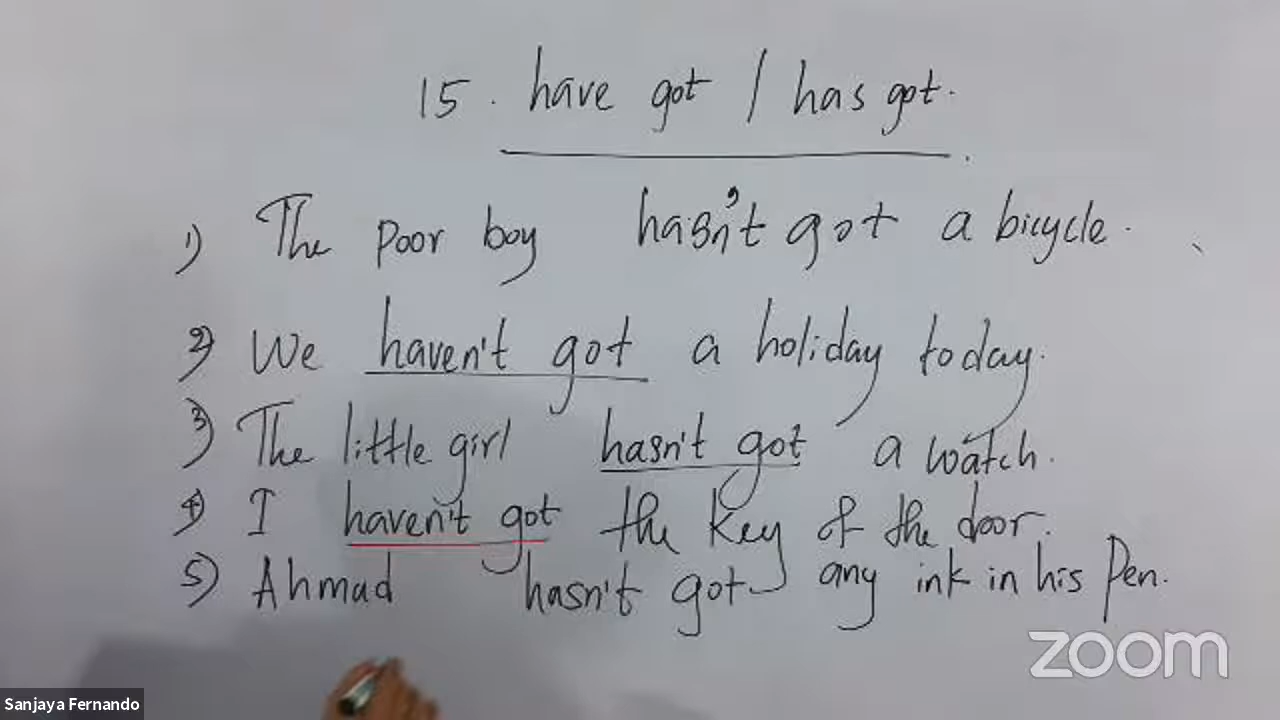 15. have got / has got.
1) The poor boy hasn't got a bicycle.
2) We haven't got a holiday today.
3) The little girl hasn't got a watch.
4) I haven't got the key of the door.
5) Ahmad hasn't got any ink in his Pen.
zoom
Sanjaya Fernando